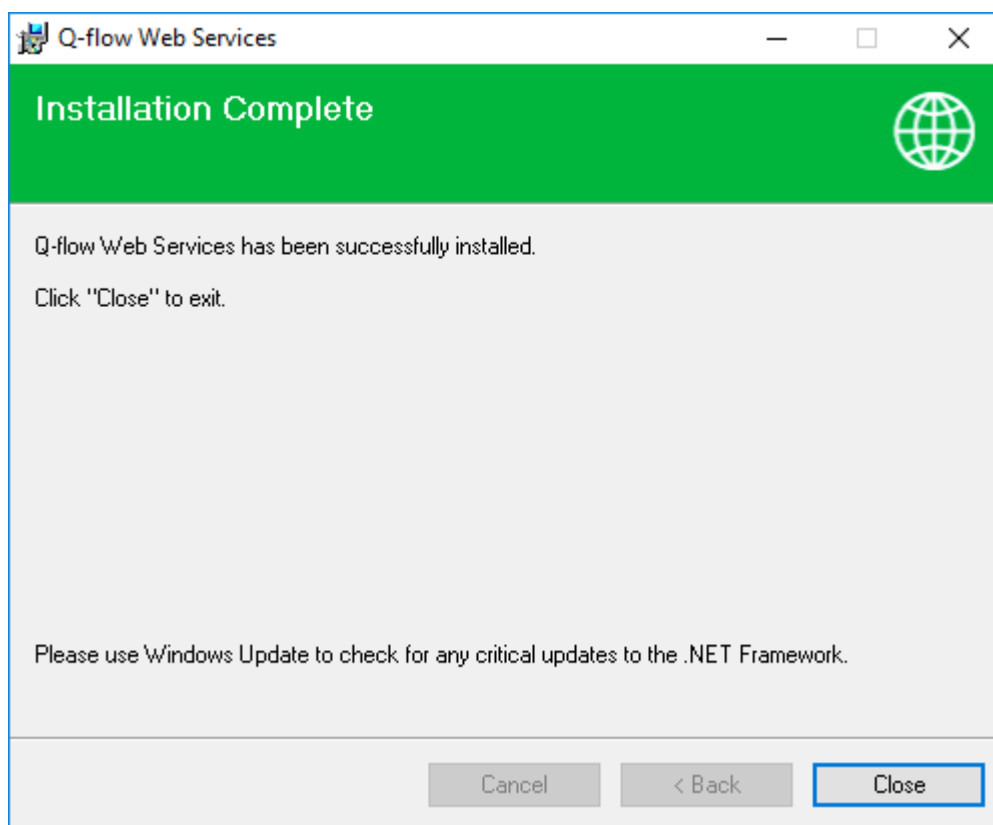 Q-flow Web Services
Installation Complete
Q-flow Web Services has been successfully installed.
Click "Close" to exit.
Please use Windows Update to check for any critical updates to the .NET Framework.
Cancel
< Back
Close